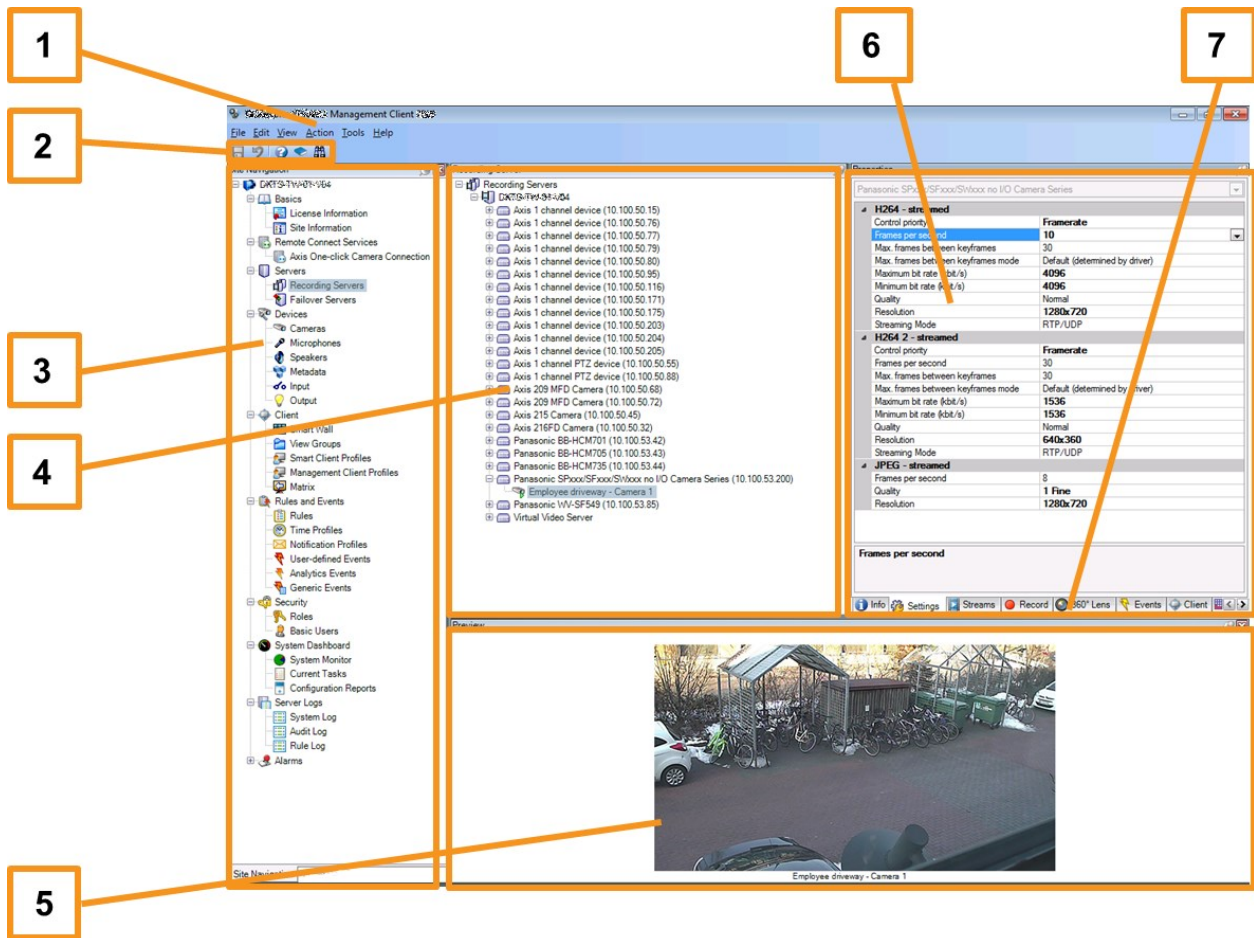 1
2
3
4
5
6
7
Management Client
File Edit View Action Tools Help
Site Navigation
Basics
License Information
Site Information
Remote Connect Services
Axis One-click Camera Connection
Servers
Recording Servers
Failover Servers
Devices
Cameras
Microphones
Speakers
Metadata
Input
Output
Client
Smart Wall
View Groups
Smart Client Profiles
Management Client Profiles
Matrix
Rules and Events
Rules
Time Profiles
Notification Profiles
User-defined Events
Analytics Events
Generic Events
Security
Roles
Basic Users
System Dashboard
System Monitor
Current Tasks
Configuration Reports
Server Logs
System Log
Audit Log
Rule Log
Alarms
Site Navigation
Recording Server
Recording Servers
Axis 1 channel device (10.100.50.15)
Axis 1 channel device (10.100.50.76)
Axis 1 channel device (10.100.50.77)
Axis 1 channel device (10.100.50.79)
Axis 1 channel device (10.100.50.80)
Axis 1 channel device (10.100.50.95)
Axis 1 channel device (10.100.50.116)
Axis 1 channel device (10.100.50.171)
Axis 1 channel device (10.100.50.175)
Axis 1 channel device (10.100.50.203)
Axis 1 channel device (10.100.50.204)
Axis 1 channel device (10.100.50.205)
Axis 1 channel PTZ device (10.100.50.55)
Axis 1 channel PTZ device (10.100.50.88)
Axis 209 MFD Camera (10.100.50.68)
Axis 209 MFD Camera (10.100.50.72)
Axis 215 Camera (10.100.50.45)
Axis 216FD Camera (10.100.50.32)
Panasonic BB-HCM701 (10.100.53.42)
Panasonic BB-HCM705 (10.100.53.43)
Panasonic BB-HCM735 (10.100.53.44)
Panasonic SPxxx/SFxxx/SWxxx no I/O Camera Series (10.100.53.200)
Employee driveway - Camera 1
Panasonic WV-SF549 (10.100.53.85)
Virtual Video Server
Properties
Panasonic SPxxx/SFxxx/SWxxx no I/O Camera Series
H264 - streamed
Control priority Framerate
Frames per second 10
Max. frames between keyframes 30
Max. frames between keyframes mode Default (determined by driver)
Maximum bit rate (kbit/s) 4096
Minimum bit rate (kbit/s) 4096
Quality Normal
Resolution 1280x720
Streaming Mode RTP/UDP
H264 2 - streamed
Control priority Framerate
Frames per second 30
Max. frames between keyframes 30
Max. frames between keyframes mode Default (determined by driver)
Maximum bit rate (kbit/s) 1536
Minimum bit rate (kbit/s) 1536
Quality Normal
Resolution 640x360
Streaming Mode RTP/UDP
JPEG - streamed
Frames per second 8
Quality 1 Fine
Resolution 1280x720
Frames per second
Info Settings Streams Record 360° Lens Events Client
Preview
Employee driveway - Camera 1